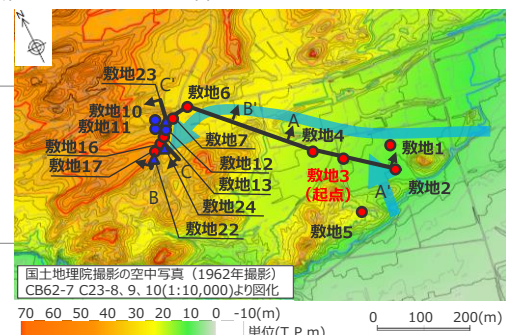 N
敷地23
C'
敷地6
敷地10
敷地11
B'
A
敷地4
敷地1
敷地16
敷地7
敷地17
敷地12
敷地3
(起点)
敷地2
敷地13
C
A'
敷地24
B
敷地22
敷地5
国土地理院撮影の空中写真(1962年撮影)
CB62-7 C23-8、9、10(1:10,000)より図化
70 60 50 40 30 20 10 0 -10(m)
単位(T.P.m)
0 100 200(m)